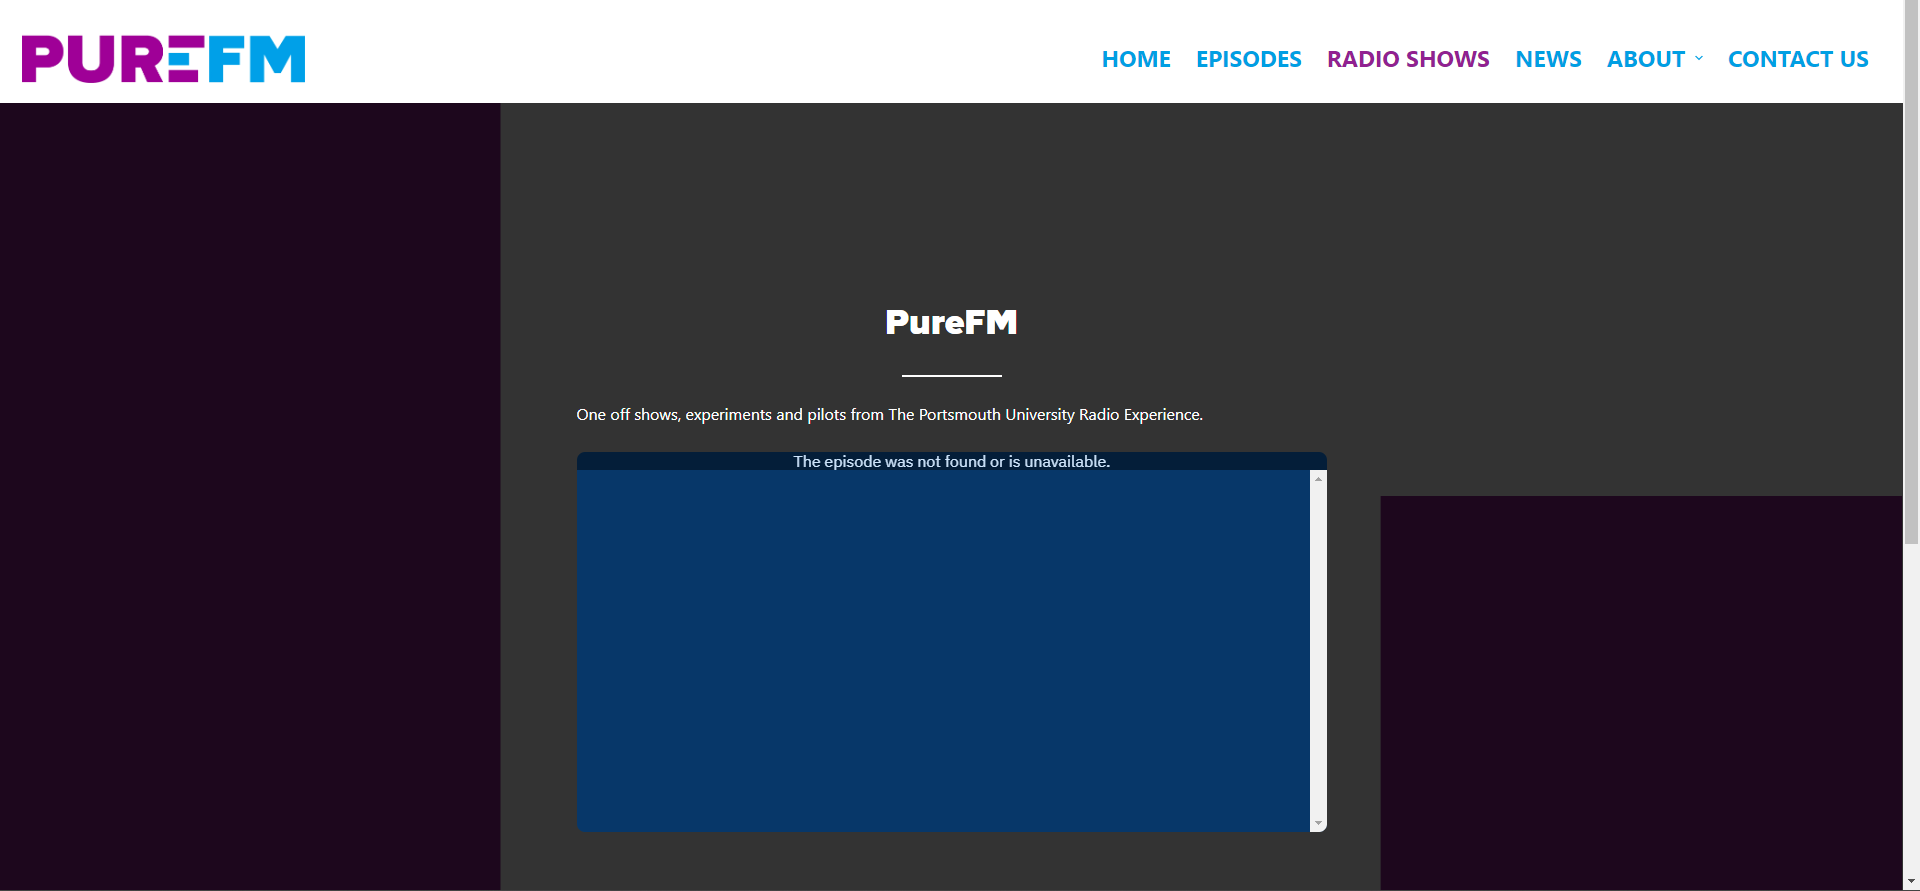 PUREFM
HOME EPISODES RADIO SHOWS NEWS ABOUT CONTACT US
PureFM
One off shows, experiments and pilots from The Portsmouth University Radio Experience.
The episode was not found or is unavailable.